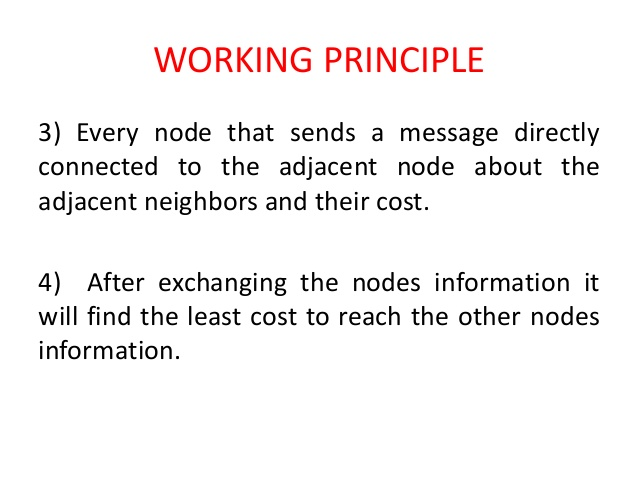 WORKING PRINCIPLE
3) Every node that sends a message directly
connected to the adjacent node about the
adjacent neighbors and their cost.
4) After exchanging the nodes information it
will find the least cost to reach the other nodes
information.